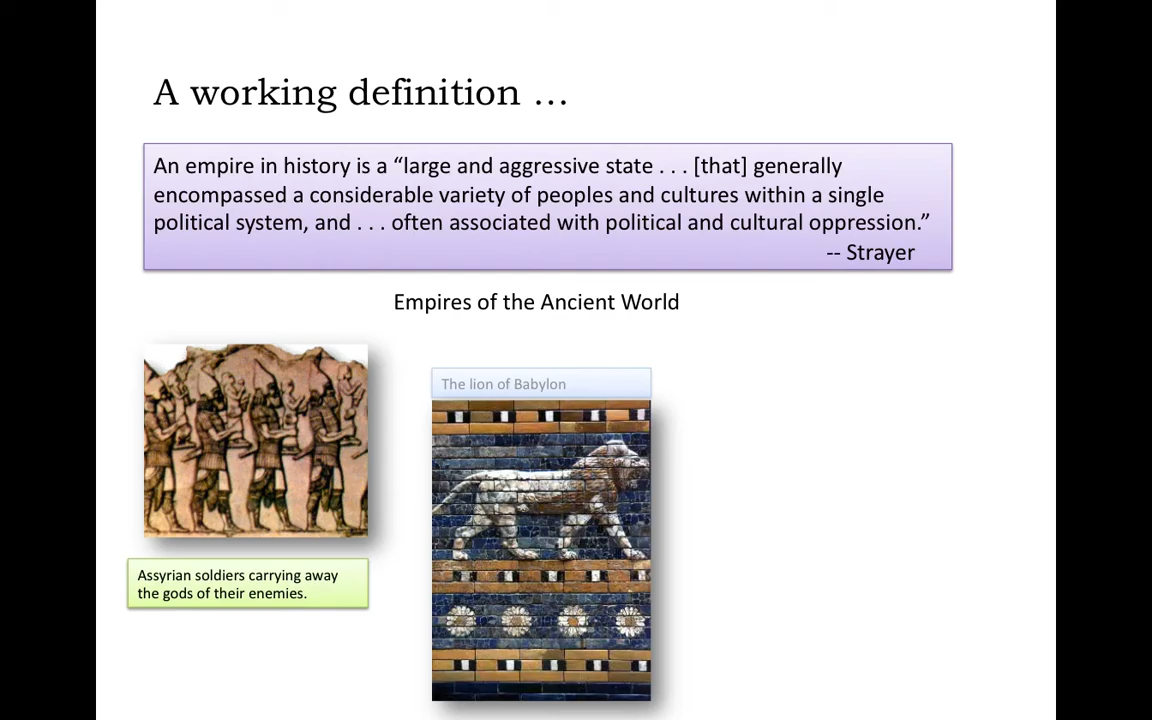 A working definition …
An empire in history is a “large and aggressive state . . . [that] generally
encompassed a considerable variety of peoples and cultures within a single
political system, and . . . often associated with political and cultural oppression.”
-- Strayer
Empires of the Ancient World
The lion of Babylon
Assyrian soldiers carrying away
the gods of their enemies.